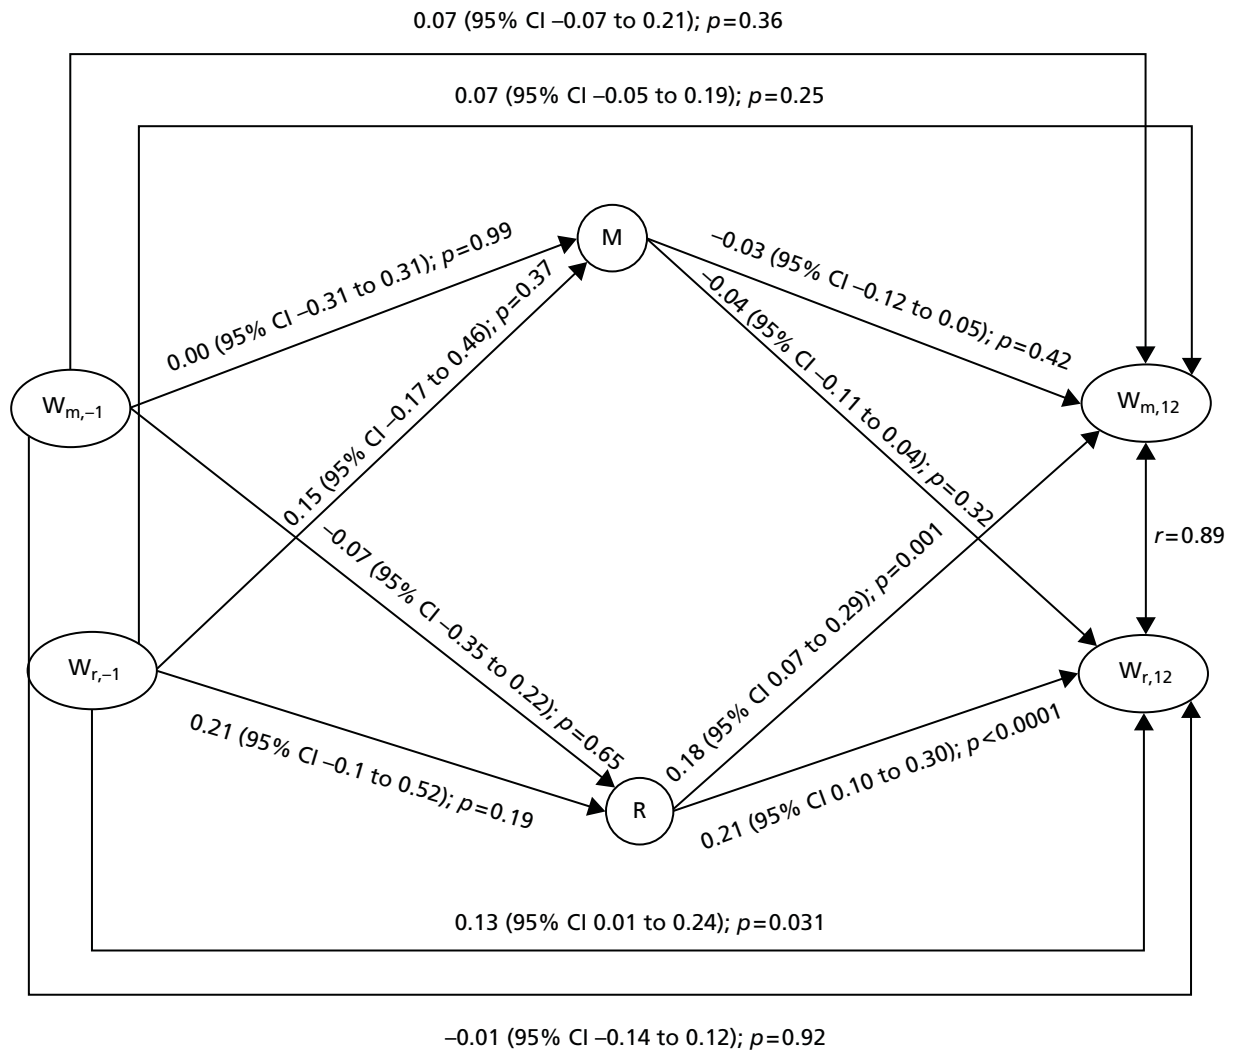 0.07 (95% CI –0.07 to 0.21); p=0.36
0.07 (95% CI –0.05 to 0.19); p=0.25
M
0.00 (95% CI –0.31 to 0.31); p=0.99
–0.03 (95% CI –0.12 to 0.05); p=0.42
0.15 (95% CI –0.17 to 0.46); p=0.37
–0.04 (95% CI –0.11 to 0.04); p=0.32
Wm,–1
Wm,12
r=0.89
–0.07 (95% CI –0.35 to 0.22); p=0.65
0.18 (95% CI 0.07 to 0.29); p=0.001
Wr,–1
Wr,12
0.21 (95% CI –0.1 to 0.52); p=0.19
0.21 (95% CI 0.10 to 0.30); p<0.0001
R
0.13 (95% CI 0.01 to 0.24); p=0.031
–0.01 (95% CI –0.14 to 0.12); p=0.92